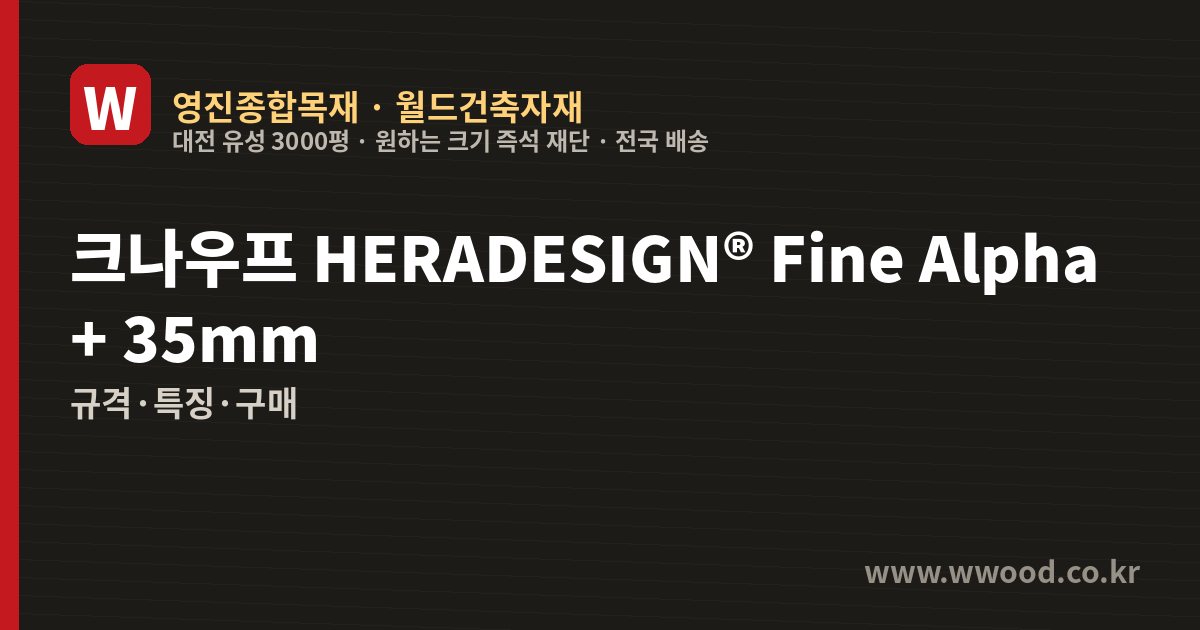 W
영진종합목재 · 월드건축자재
대전 유성 3000평 · 원하는 크기 즉석 재단 · 전국 배송
크나우프 HERADESIGN® Fine Alpha
+ 35mm
규격·특징·구매
www.wwood.co.kr